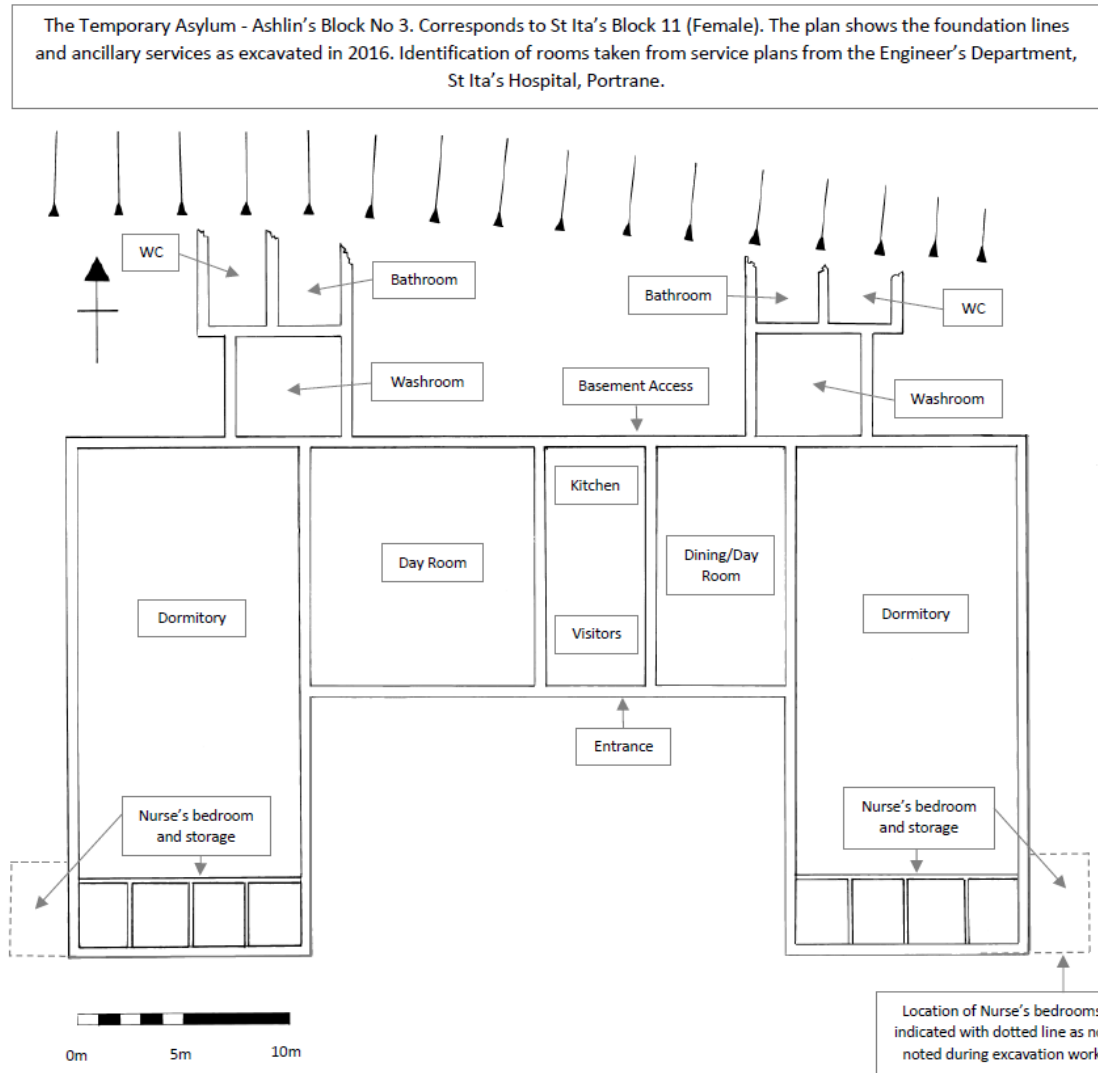 The Temporary Asylum - Ashlin's Block No 3. Corresponds to St Ita's Block 11 (Female). The plan shows the foundation lines
and ancillary services as excavated in 2016. Identification of rooms taken from service plans from the Engineer's Department,
St Ita's Hospital, Portrane.
WC
Bathroom
Bathroom
WC
Washroom
Basement Access
Washroom
Kitchen
Day Room
Dining/Day
Room
Dormitory
Visitors
Dormitory
Entrance
Nurse's bedroom
and storage
Nurse's bedroom
and storage
Location of Nurse's bedrooms
indicated with dotted line as
noted during excavation work
0m
5m
10m